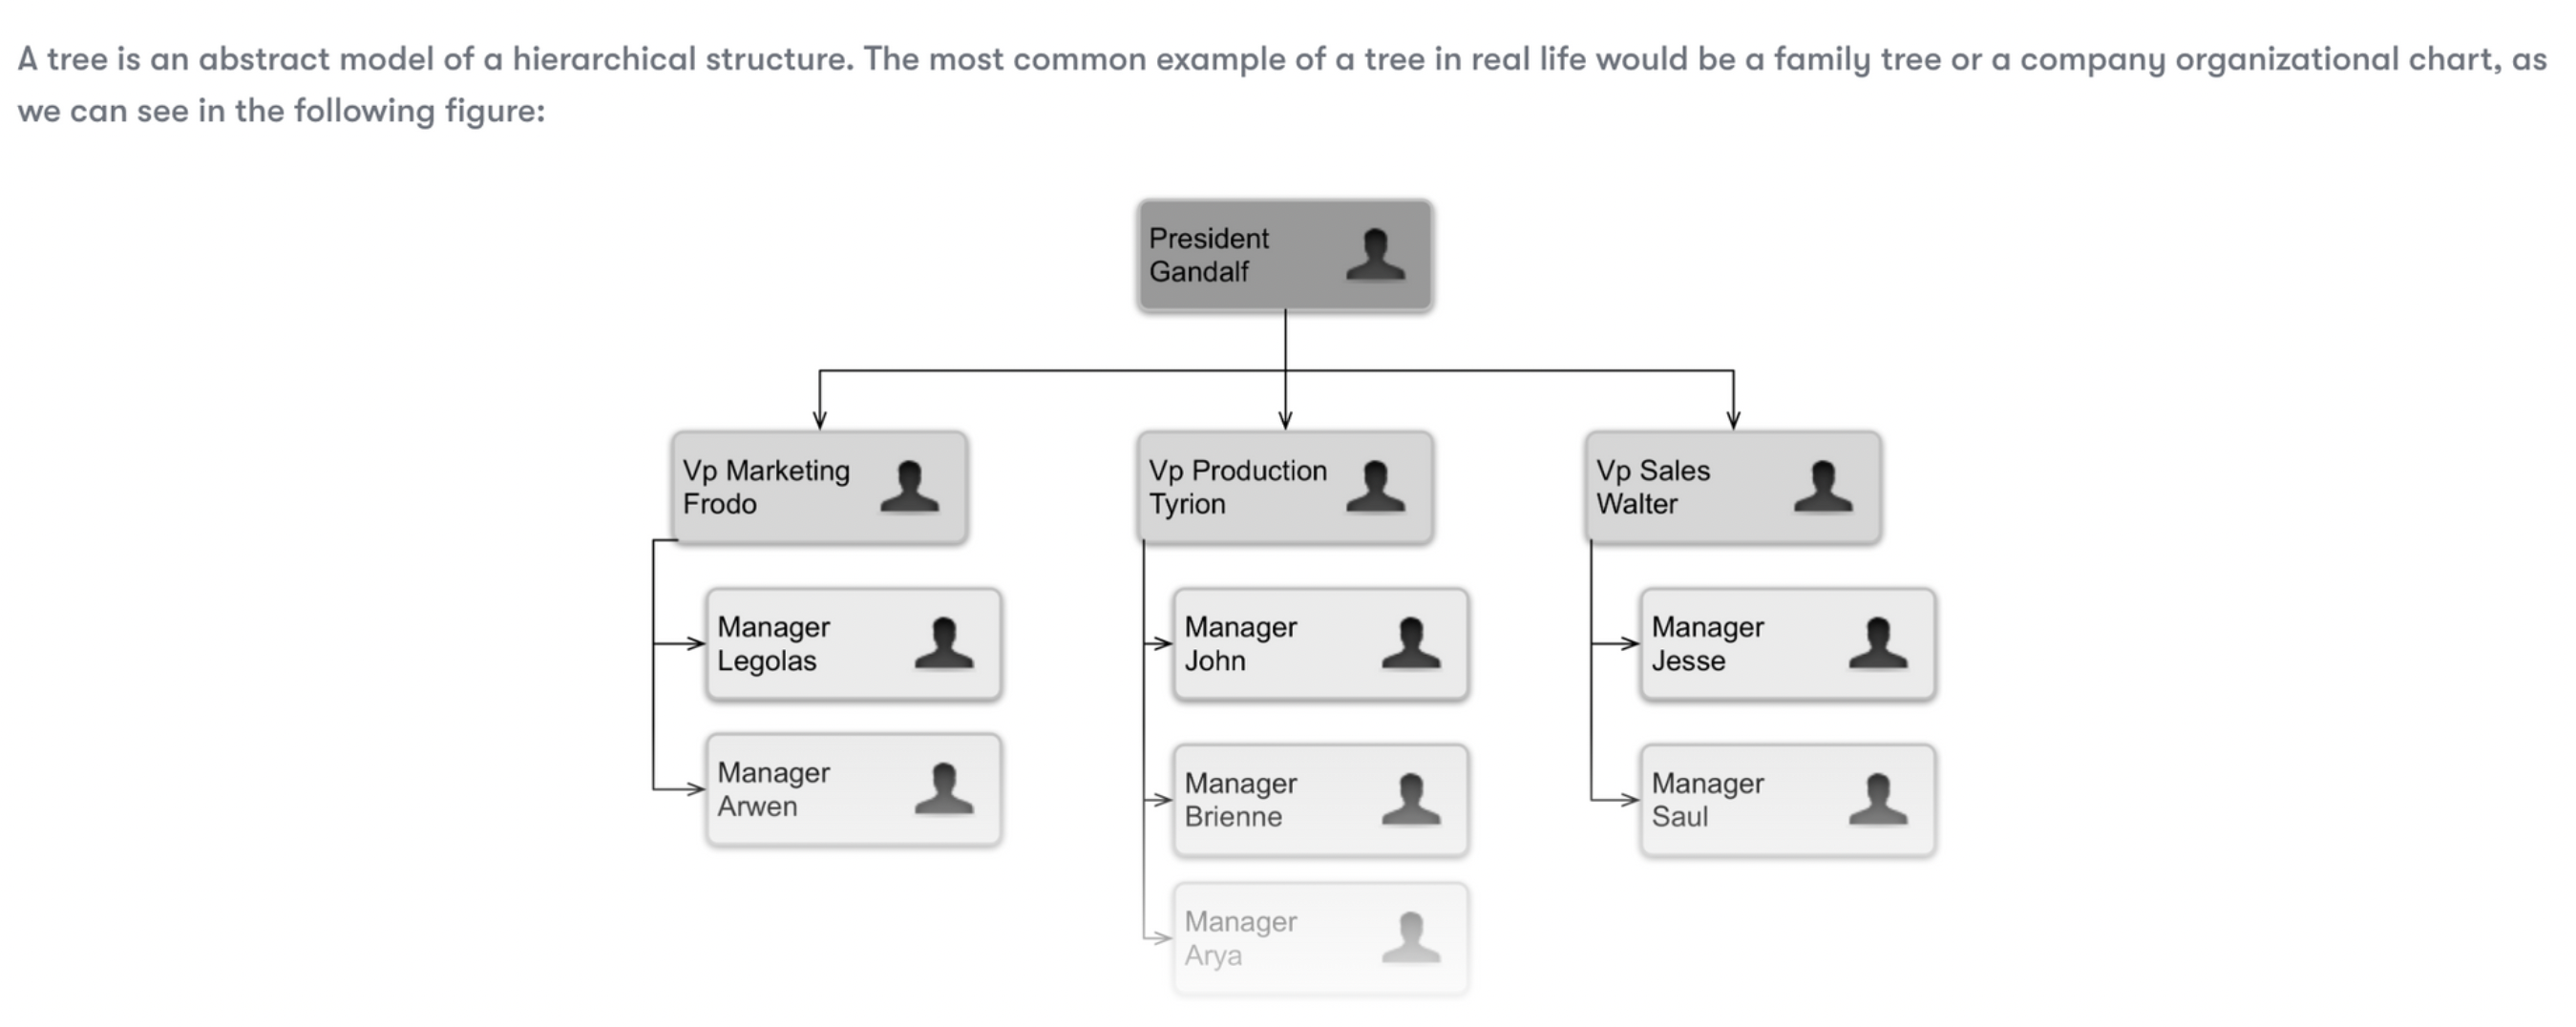 A tree is an abstract model of a hierarchical structure. The most common example of a tree in real life would be a family tree or a company organizational chart, as
we can see in the following figure:
President
Gandalf
Vp Marketing
Frodo
Manager
Legolas
Manager
Arwen
Vp Production
Tyrion
Manager
John
Manager
Brienne
Manager
Arya
Vp Sales
Walter
Manager
Jesse
Manager
Saul